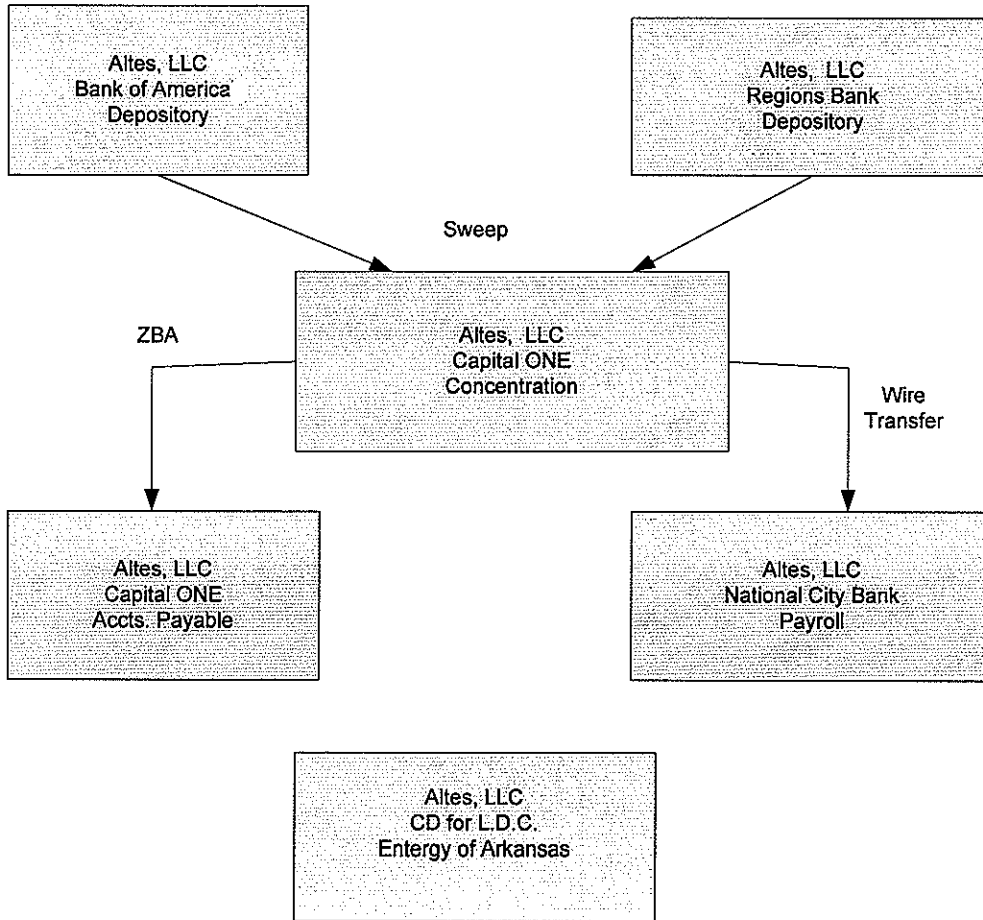 Altes, LLC
Bank of America
Depository
Altes, LLC
Regions Bank
Depository
Sweep
Altes, LLC
Capital ONE
Concentration
ZBA
Wire
Transfer
Altes, LLC
Capital ONE
Accts. Payable
Altes, LLC
National City Bank
Payroll
Altes, LLC
CD for L.D.C.
Entergy of Arkansas